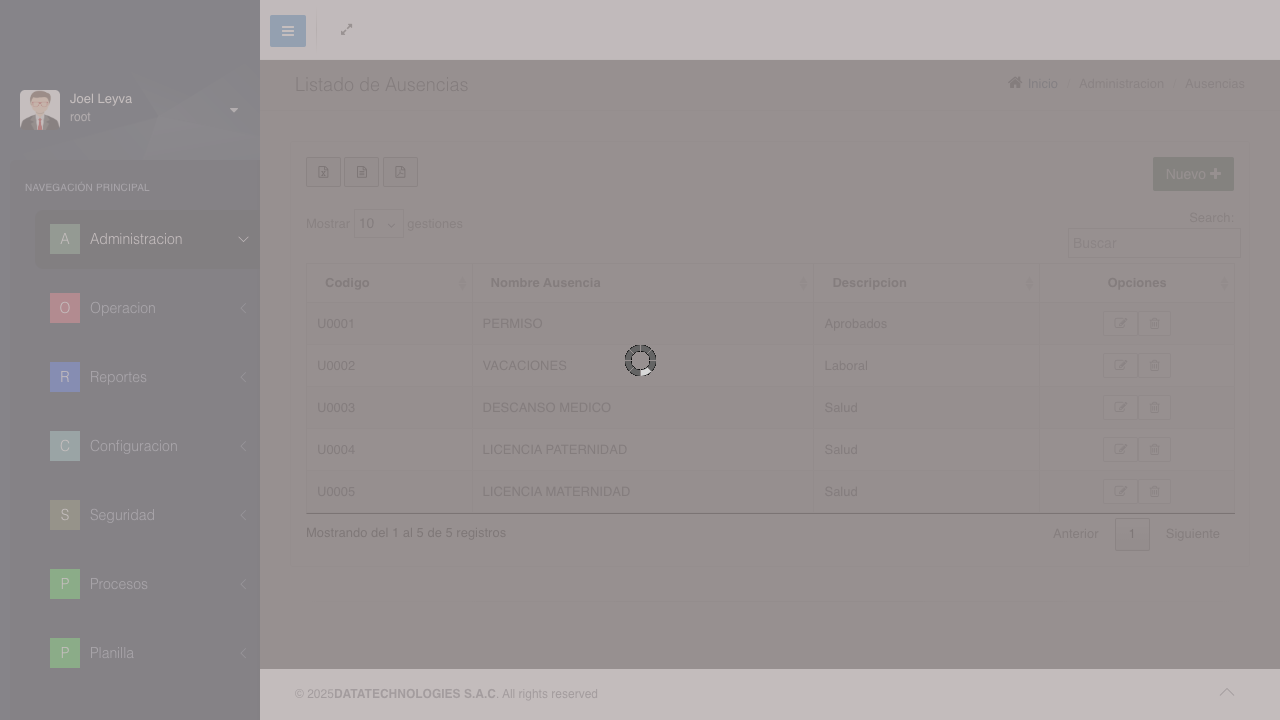 Joel Leyva
root
NAVEGACIÓN PRINCIPAL
A Administracion
O Operacion
R Reportes
C Configuracion
S Seguridad
P Procesos
P Planilla
Listado de Ausencias
Inicio / Administracion / Ausencias
Nuevo
Mostrar 10 gestiones
Search:
Buscar
Codigo Nombre Ausencia Descripcion Opciones
U0001 PERMISO Aprobados
U0002 VACACIONES Laboral
U0003 DESCANSO MEDICO Salud
U0004 LICENCIA PATERNIDAD Salud
U0005 LICENCIA MATERNIDAD Salud
Mostrando del 1 al 5 de 5 registros
Anterior 1 Siguiente
© 2025DATATECHNOLOGIES S.A.C. All rights reserved